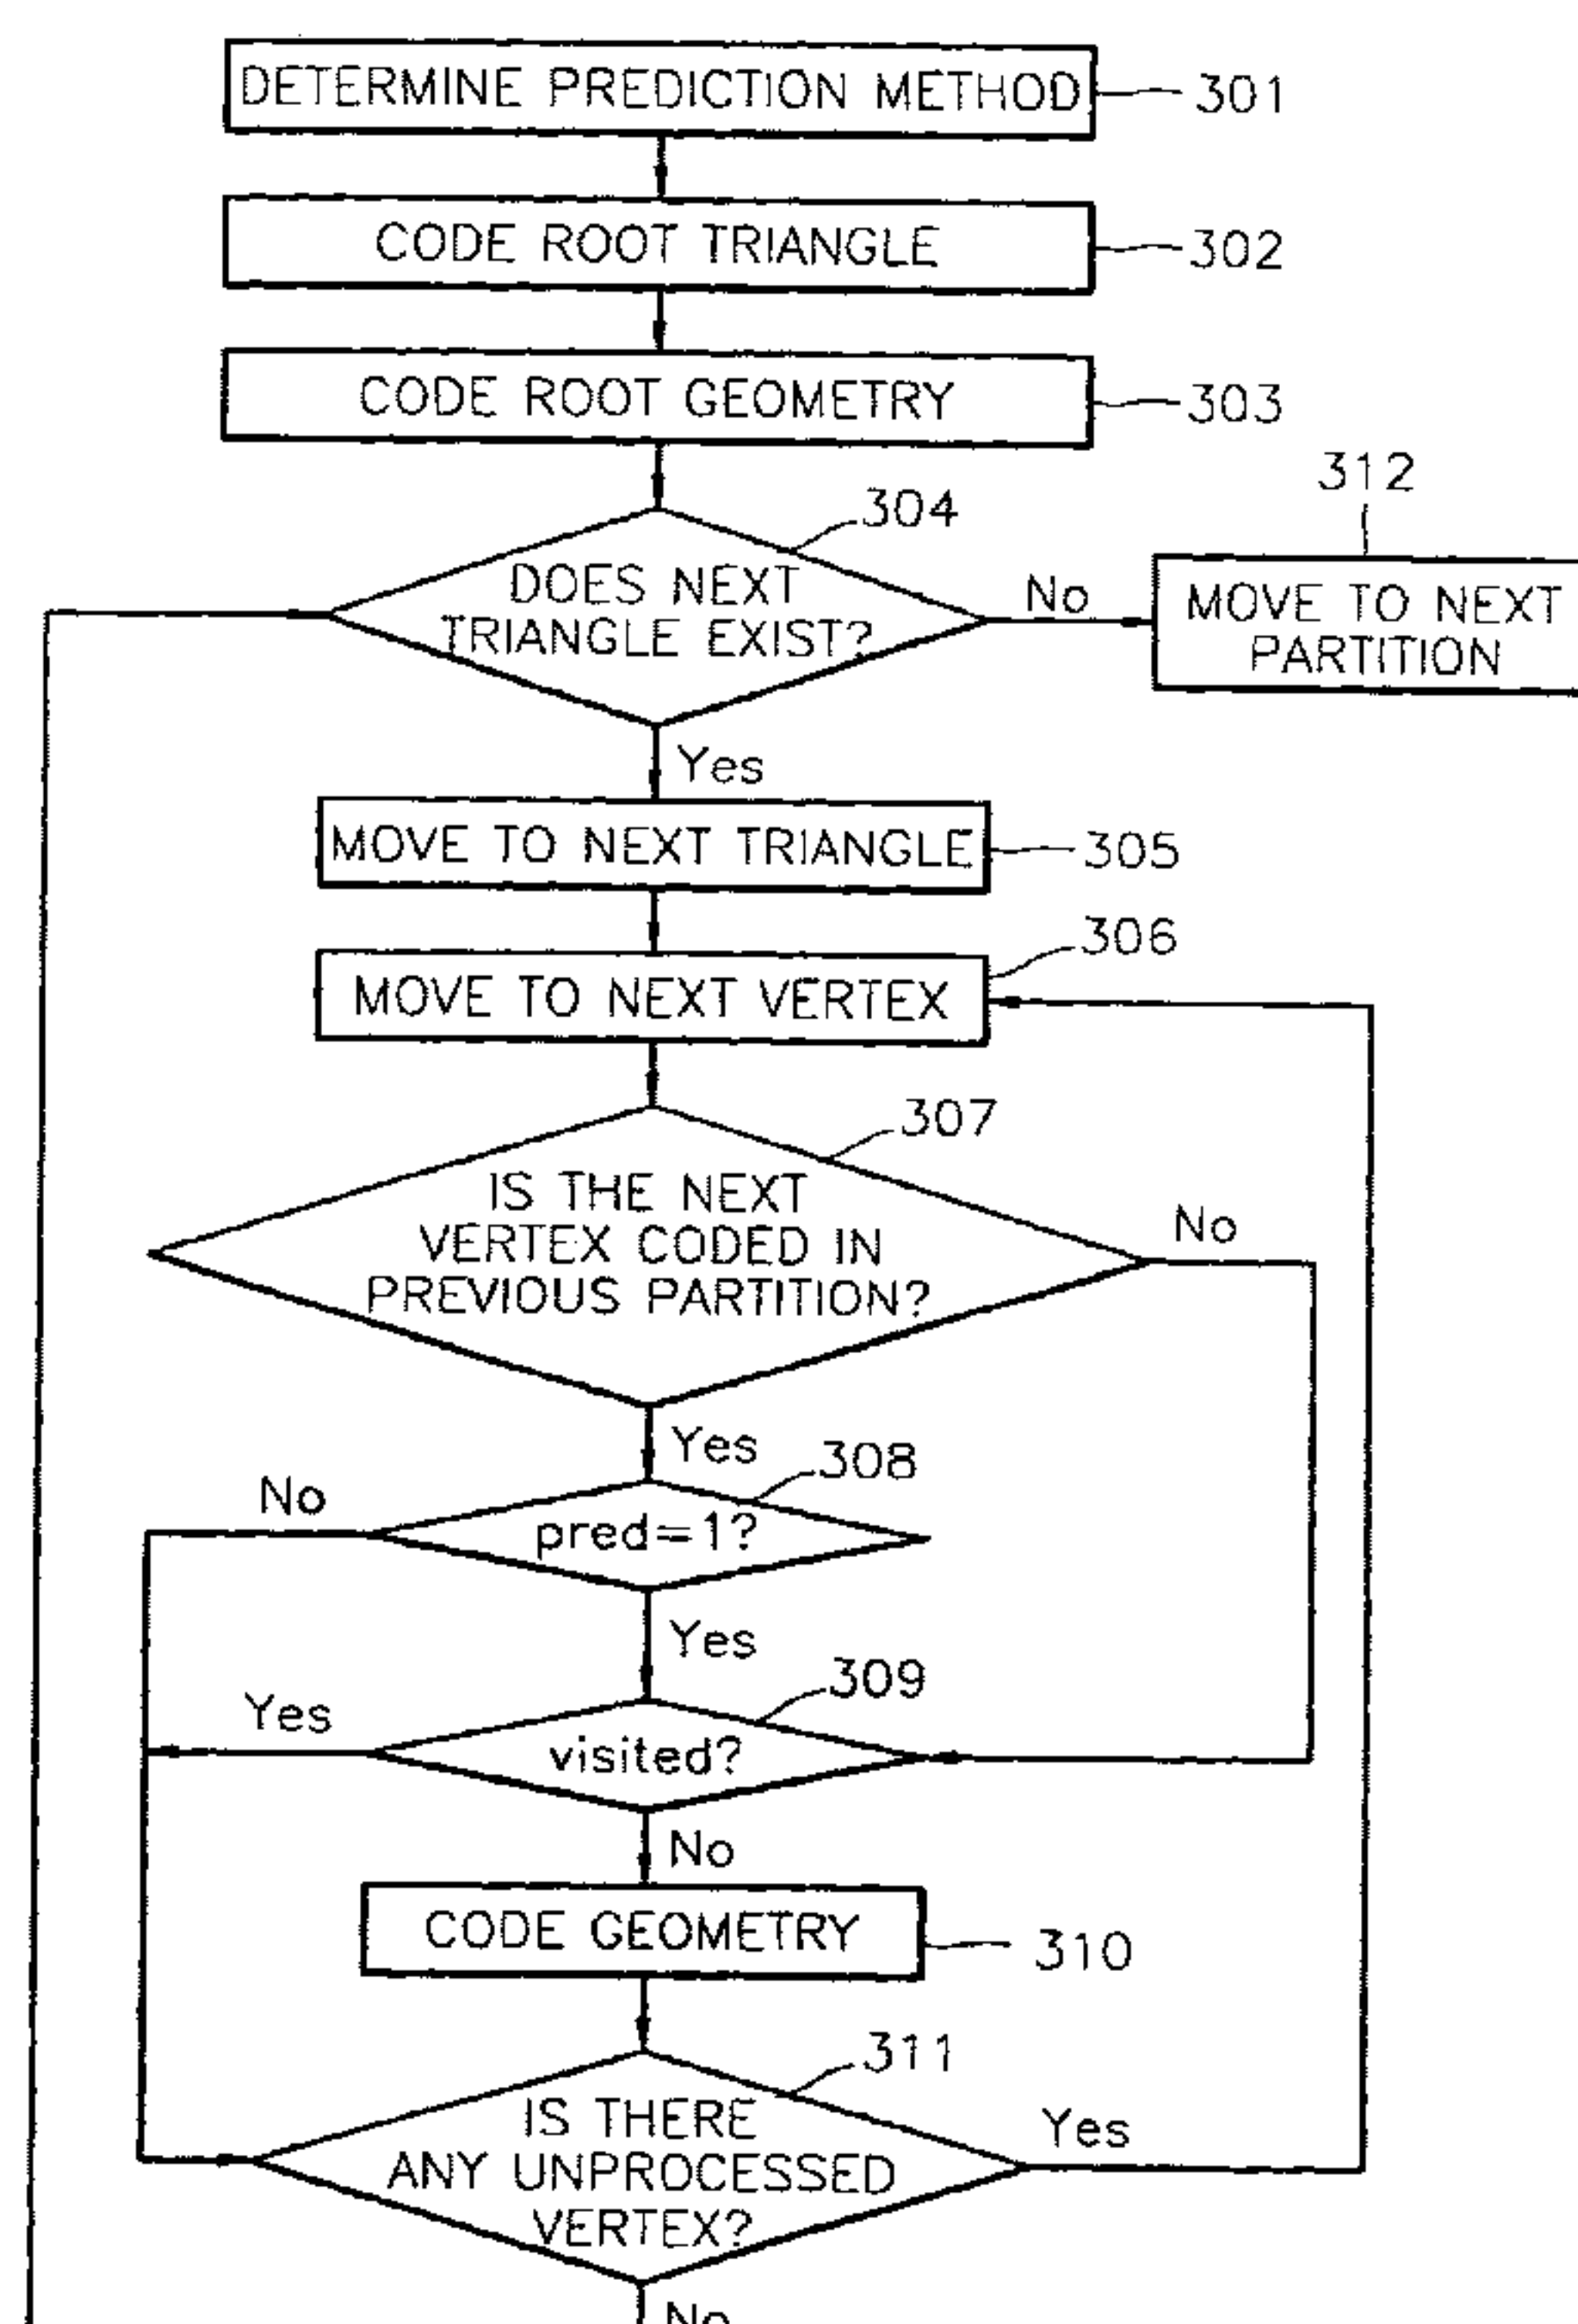 DETERMINE PREDICTION METHOD
301
CODE ROOT TRIANGLE
302
CODE ROOT GEOMETRY
303
312
304
DOES NEXT
TRIANGLE EXIST?
No
MOVE TO NEXT
PARTITION
Yes
MOVE TO NEXT TRIANGLE
305
306
MOVE TO NEXT VERTEX
307
IS THE NEXT
VERTEX CODED IN
PREVIOUS PARTITION?
No
Yes
308
No
pred=1?
Yes
309
Yes
visited?
No
CODE GEOMETRY
310
311
IS THERE
ANY UNPROCESSED
VERTEX?
Yes
No